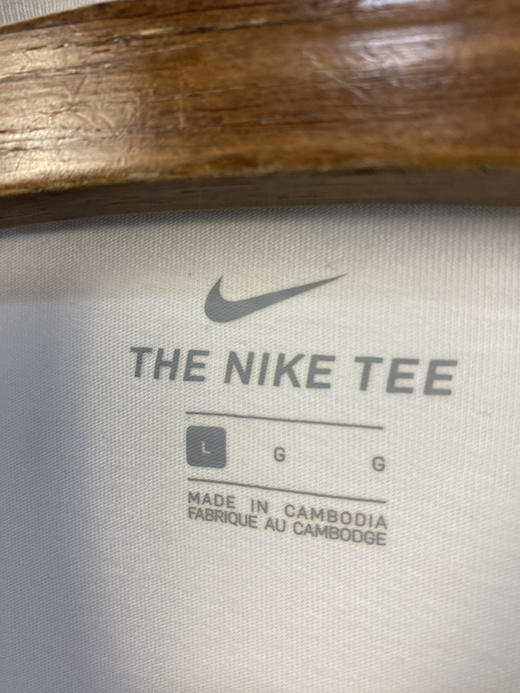 THE NIKE TEE
L G G
MADE IN CAMBODIA
FABRIQUE AU CAMBODGE